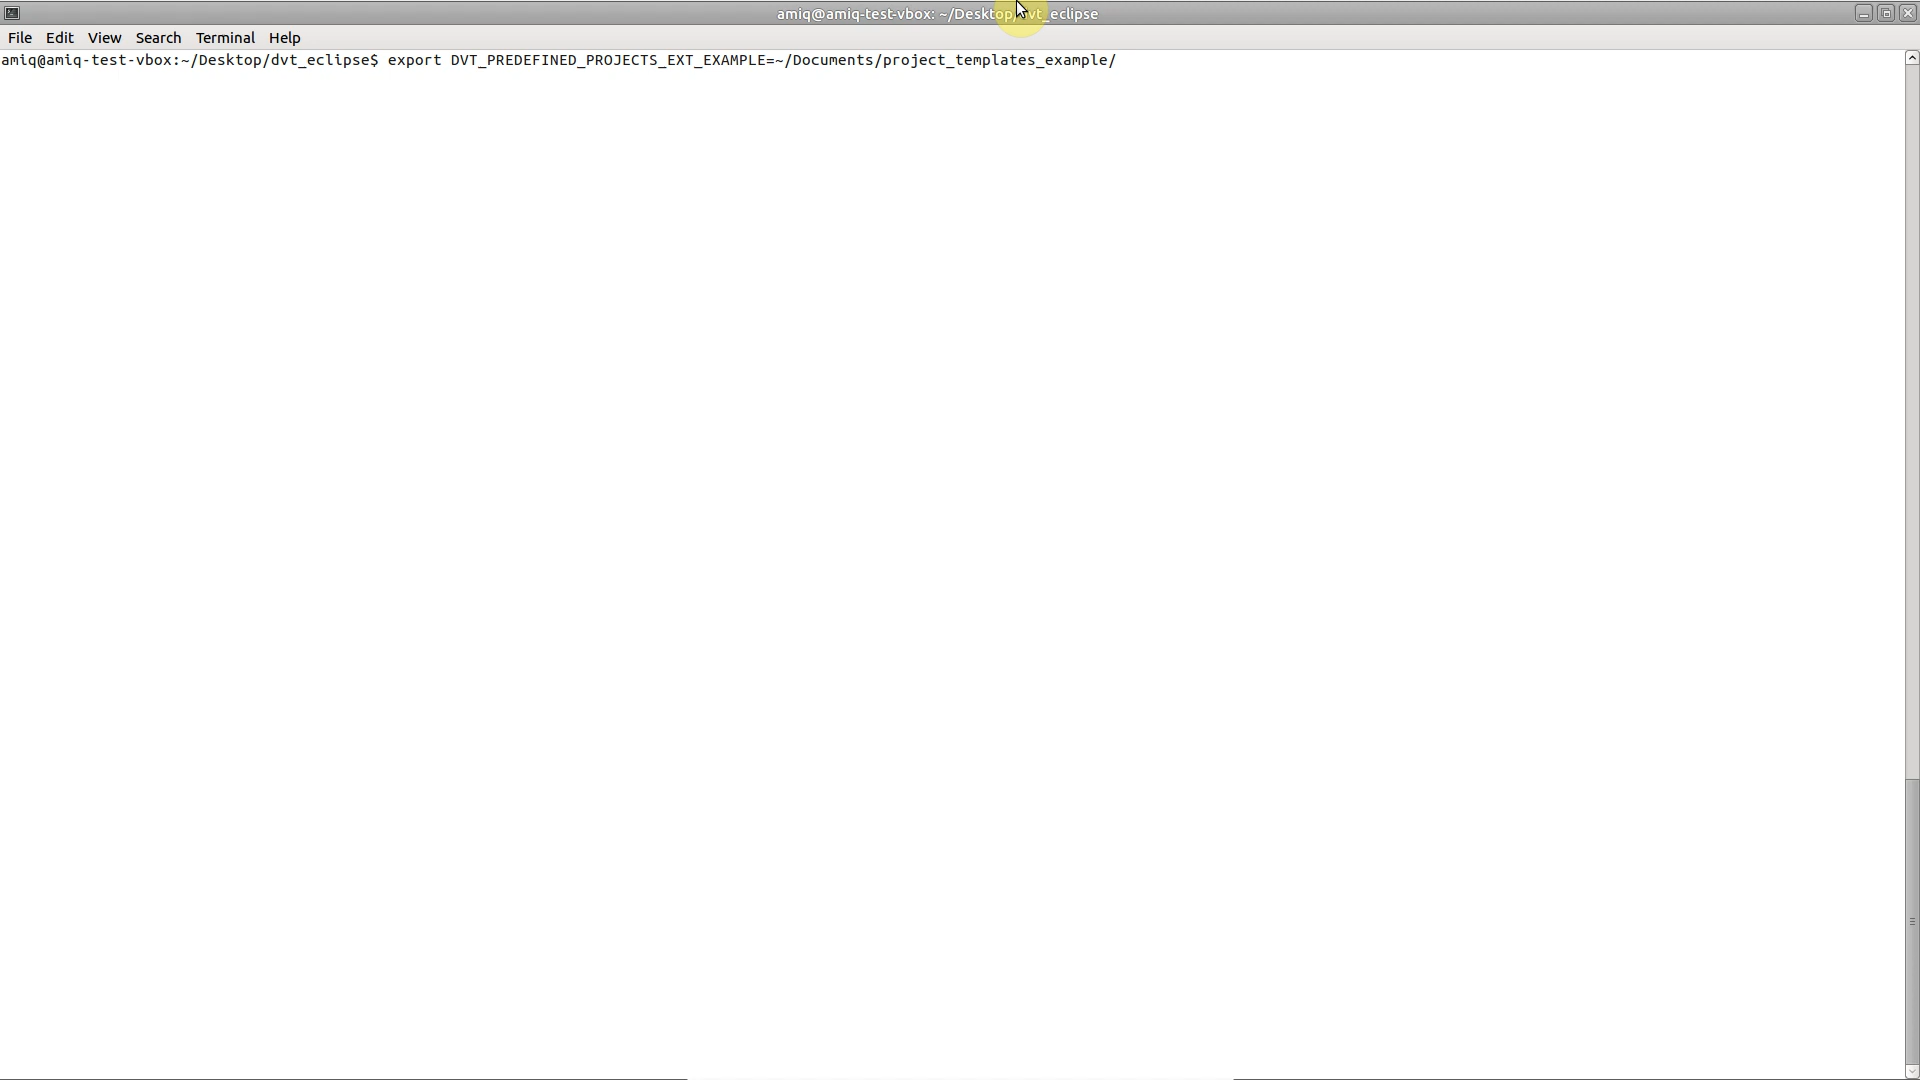 amiq@amiq-test-vbox: ~/Desktop/dvt_eclipse
File Edit View Search Terminal Help
amiq@amiq-test-vbox:~/Desktop/dvt_eclipse$ export DVT_PREDEFINED_PROJECTS_EXT_EXAMPLE=~/Documents/project_templates_example/